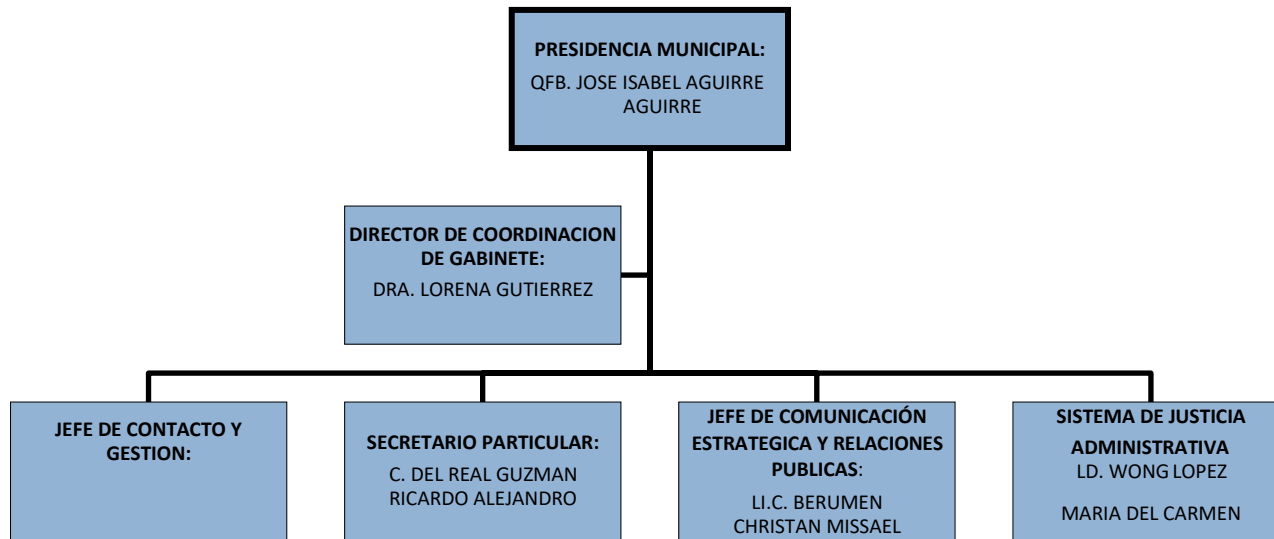 PRESIDENCIA MUNICIPAL:
QFB. JOSE ISABEL AGUIRRE
AGUIRRE
DIRECTOR DE COORDINACION
DE GABINETE:
DRA. LORENA GUTIERREZ
JEFE DE CONTACTO Y
GESTION:
SECRETARIO PARTICULAR:
C. DEL REAL GUZMAN
RICARDO ALEJANDRO
JEFE DE COMUNICACIÓN
ESTRATEGICA Y RELACIONES
PUBLICAS:
LI.C. BERUMEN
CHRISTAN MISSAEL
SISTEMA DE JUSTICIA
ADMINISTRATIVA
LD. WONG LOPEZ
MARIA DEL CARMEN